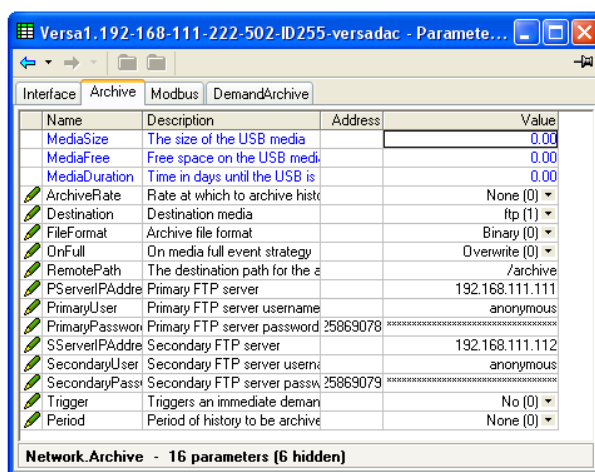 Versa1.192-168-111-222-502-ID255-versadac - Paramete...
Interface Archive Modbus DemandArchive
Name Description Address Value
MediaSize The size of the USB media 0.00
MediaFree Free space on the USB medi 0.00
MediaDuration Time in days until the USB is 0.00
ArchiveRate Rate at which to archive histo None (0)
Destination Destination media ftp (1)
FileFormat Archive file format Binary (0)
OnFull On media full event strategy Overwrite (0)
RemotePath The destination path for the a /archive
PServerIPAddre Primary FTP server 192.168.111.111
PrimaryUser Primary FTP server username anonymous
PrimaryPasswor Primary FTP server password 25869078 ********************************
SServerIPAddre Secondary FTP server 192.168.111.112
SecondaryUser Secondary FTP server userna anonymous
SecondaryPass Secondary FTP server passw 25869079 ********************************
Trigger Triggers an immediate deman No (0)
Period Period of history to be archive None (0)
Network.Archive - 16 parameters (6 hidden)